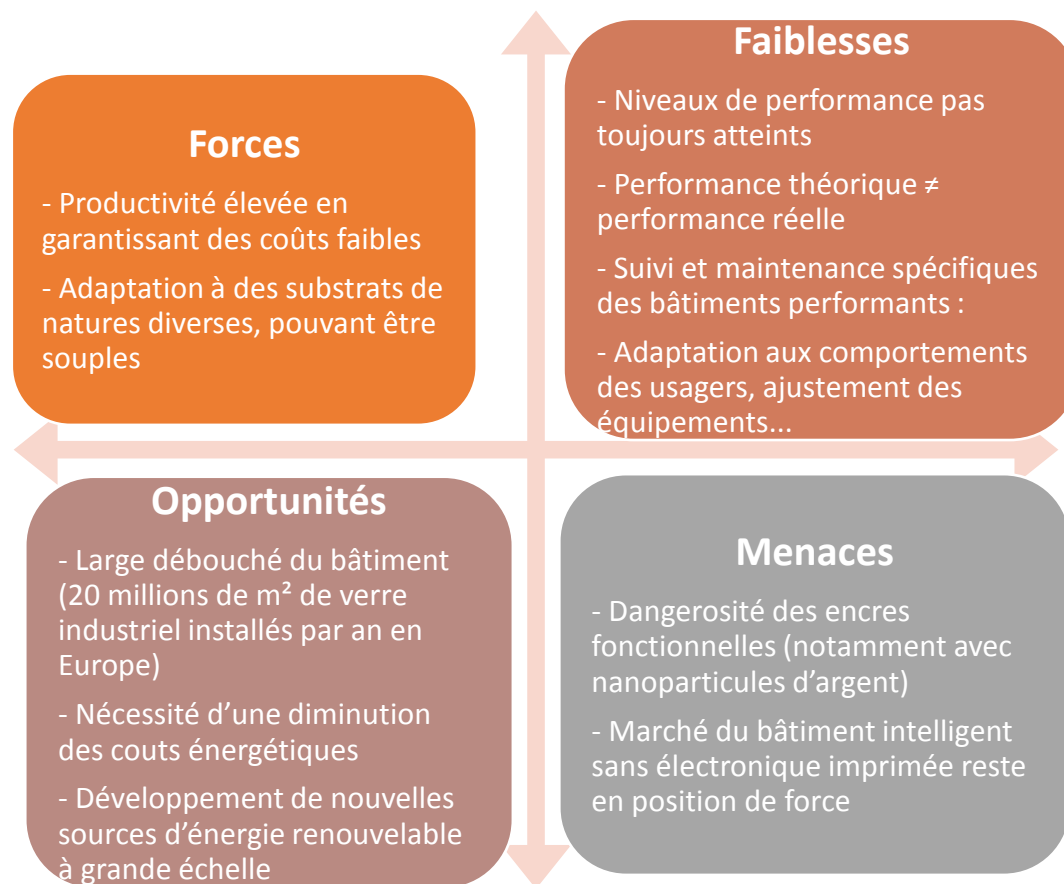 Forces
- Productivité élevée en
garantissant des coûts faibles
- Adaptation à des substrats de
natures diverses, pouvant être
souples
Faiblesses
- Niveaux de performance pas
toujours atteints
- Performance théorique ≠
performance réelle
- Suivi et maintenance spécifiques
des bâtiments performants :
- Adaptation aux comportements
des usagers, ajustement des
équipements...
Opportunités
- Large débouché du bâtiment
(20 millions de m² de verre
industriel installés par an en
Europe)
- Nécessité d'une diminution
des couts énergétiques
- Développement de nouvelles
sources d'énergie renouvelable
à grande échelle
Menaces
- Dangerosité des encres
fonctionnelles (notamment avec
nanoparticules d'argent)
- Marché du bâtiment intelligent
sans électronique imprimée reste
en position de force